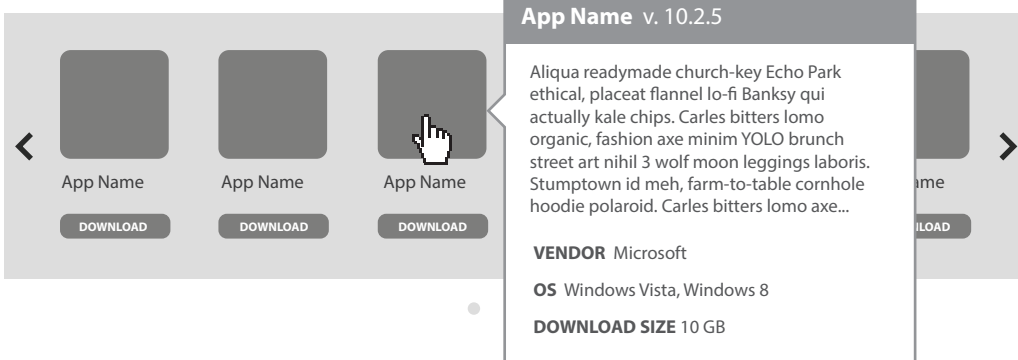 App Name v. 10.2.5
Aliqua readymade church-key Echo Park
ethical, placeat flannel lo-fi Banksy qui
actually kale chips. Carles bitters lomo
organic, fashion axe minim YOLO brunch
street art nihil 3 wolf moon leggings laboris.
Stumptown id meh, farm-to-table cornhole
hoodie polaroid. Carles bitters lomo axe...
VENDOR Microsoft
OS Windows Vista, Windows 8
DOWNLOAD SIZE 10 GB
App Name App Name App Name
DOWNLOAD DOWNLOAD DOWNLOAD